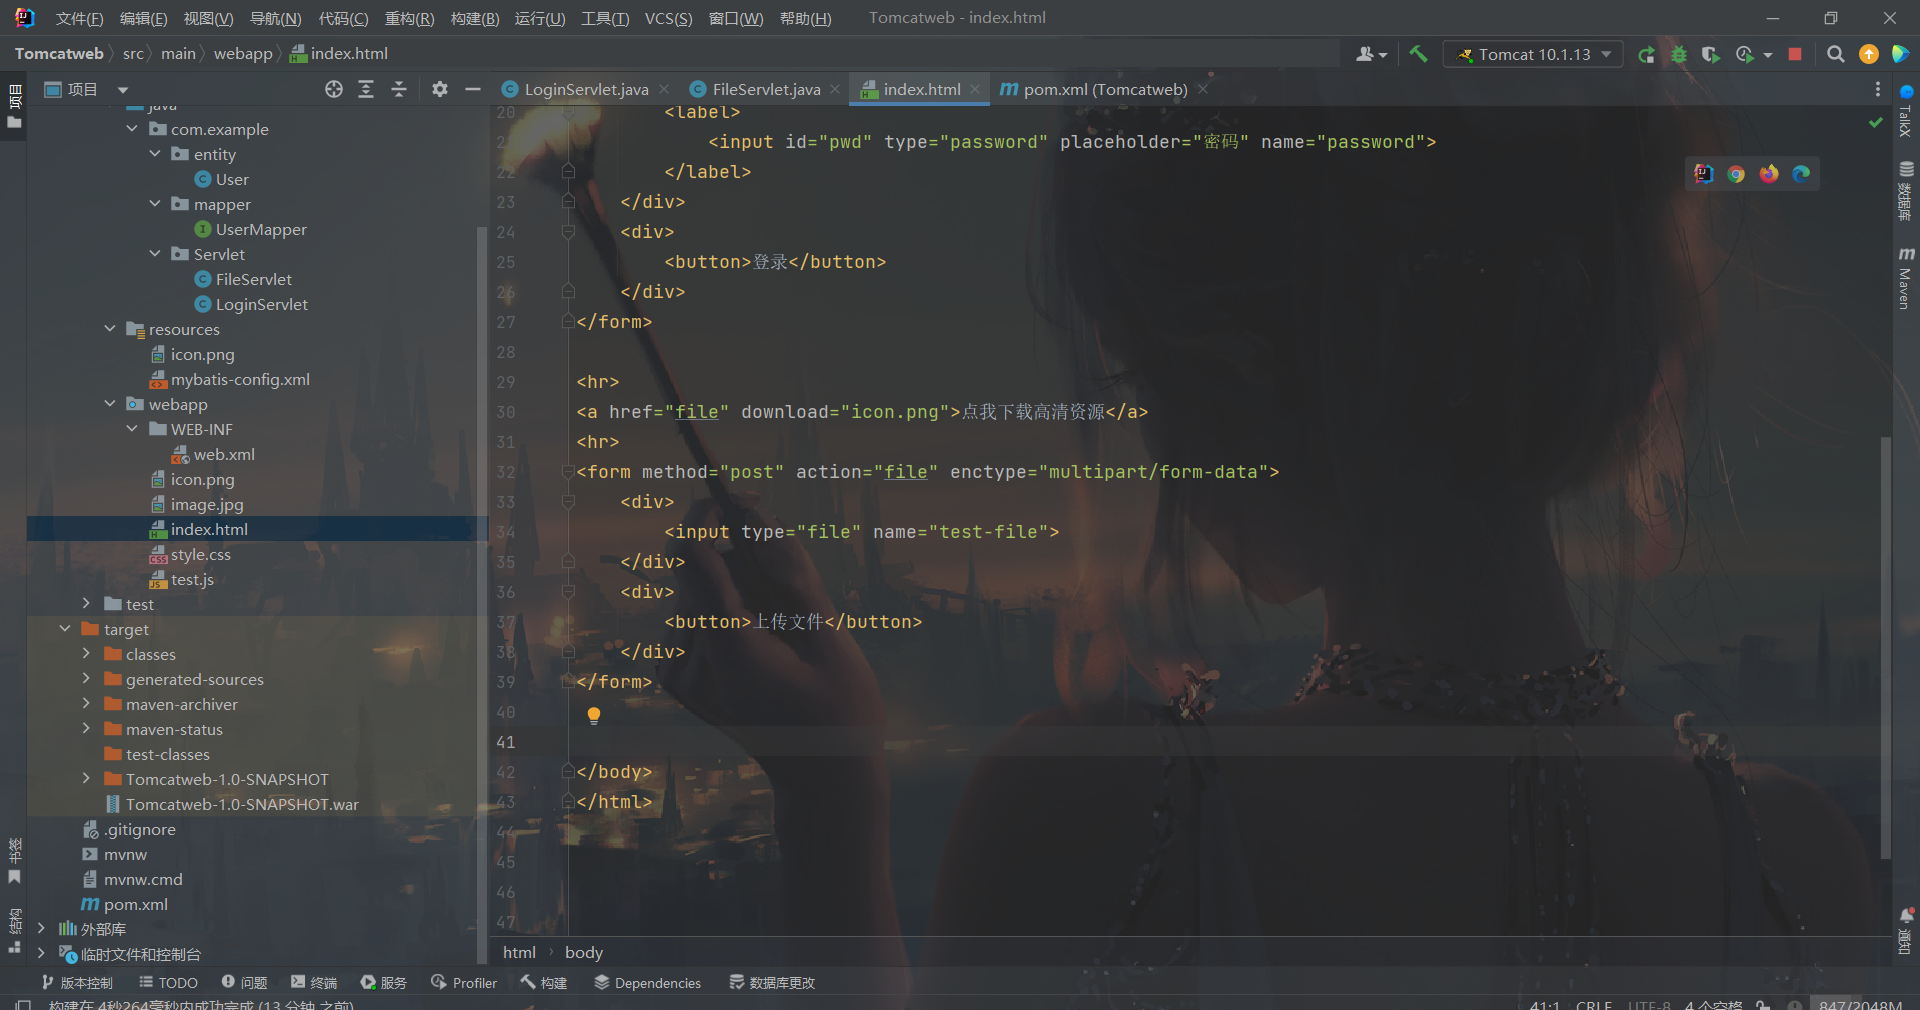 文件(F) 编辑(E) 视图(V) 导航(N) 代码(C) 重构(R) 构建(B) 运行(U) 工具(T) VCS(S) 窗口(W) 帮助(H) Tomcatweb - index.html
Tomcatweb src main webapp index.html
Tomcat 10.1.13
项目
项目
LoginServlet.java FileServlet.java index.html pom.xml (Tomcatweb)
java
com.example
entity
User
mapper
UserMapper
Servlet
FileServlet
LoginServlet
resources
icon.png
mybatis-config.xml
webapp
WEB-INF
web.xml
icon.png
image.jpg
index.html
style.css
test.js
test
target
classes
generated-sources
maven-archiver
maven-status
test-classes
Tomcatweb-1.0-SNAPSHOT
Tomcatweb-1.0-SNAPSHOT.war
.gitignore
mvnw
mvnw.cmd
pom.xml
外部库
临时文件和控制台
书签
结构
20 <label>
21 <input id="pwd" type="password" placeholder="密码" name="password">
22 </label>
23 </div>
24 <div>
25 <button>登录</button>
26 </div>
27 </form>
28
29 <hr>
30 <a href="file" download="icon.png">点我下载高清资源</a>
31 <hr>
32 <form method="post" action="file" enctype="multipart/form-data">
33 <div>
34 <input type="file" name="test-file">
35 </div>
36 <div>
37 <button>上传文件</button>
38 </div>
39 </form>
40
41
42 </body>
43 </html>
44
45
46
47
html body
TalkX
数据库
Maven
通知
版本控制 TODO 问题 终端 服务 Profiler 构建 Dependencies 数据库更改
构建在 4秒264毫秒内成功完成 (13 分钟 之前)
41:1 CRLF UTF-8 4 个空格 847/2048M